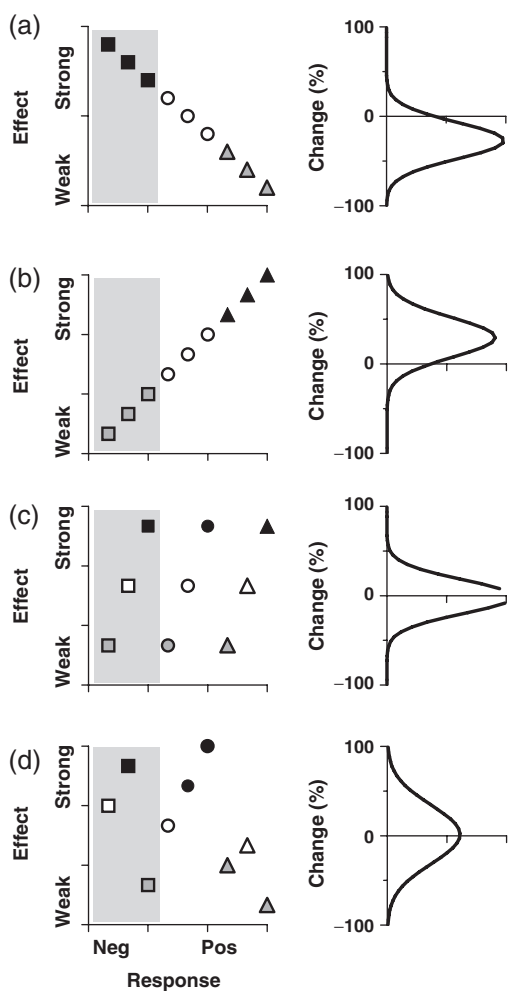 (a)
Effect
Strong
Weak
Change (%)
100
0
−100
(b)
Effect
Strong
Weak
Change (%)
100
0
−100
(c)
Effect
Strong
Weak
Change (%)
100
0
−100
(d)
Effect
Strong
Weak
Change (%)
100
0
−100
Neg Pos
Response